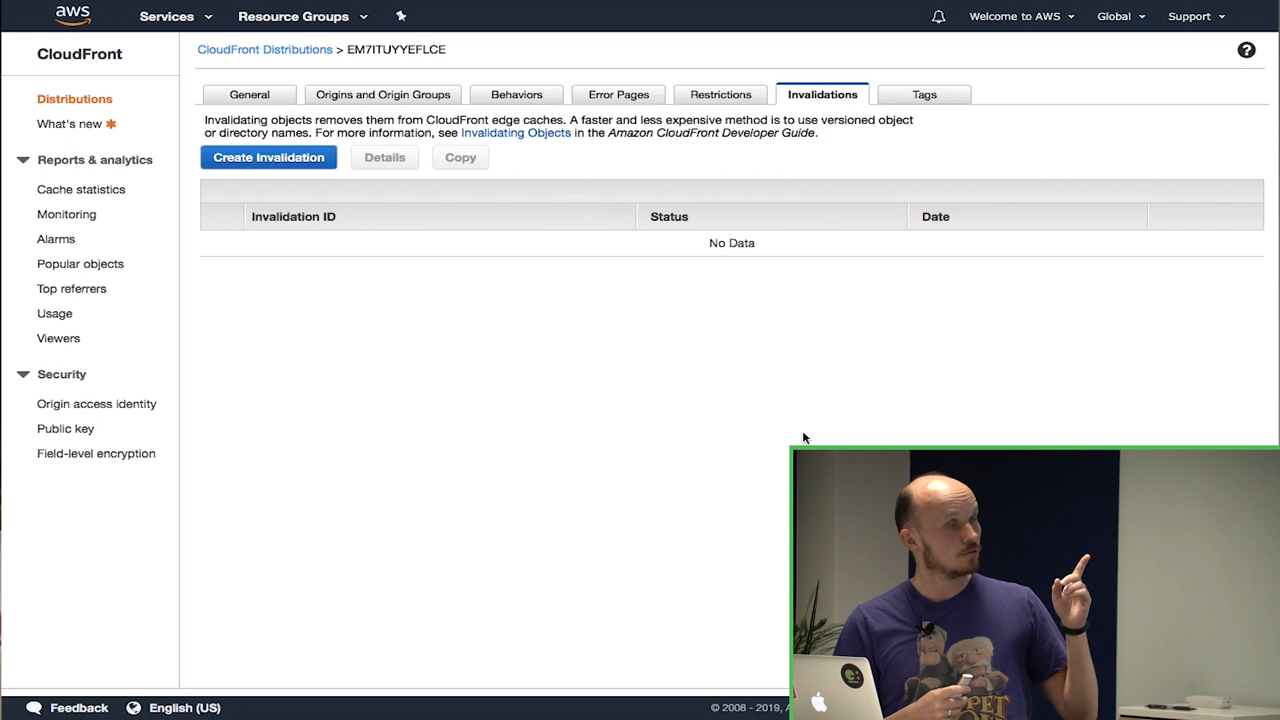 aws Services Resource Groups Welcome to AWS Global Support
CloudFront
CloudFront Distributions > EM7ITUYYEFLCE
Distributions
What's new
Reports & analytics
Cache statistics
Monitoring
Alarms
Popular objects
Top referrers
Usage
Viewers
Security
Origin access identity
Public key
Field-level encryption
General Origins and Origin Groups Behaviors Error Pages Restrictions Invalidations Tags
Invalidating objects removes them from CloudFront edge caches. A faster and less expensive method is to use versioned object
or directory names. For more information, see Invalidating Objects in the Amazon CloudFront Developer Guide.
Create Invalidation Details Copy
Invalidation ID Status Date
No Data
Feedback English (US) © 2008 - 2019,